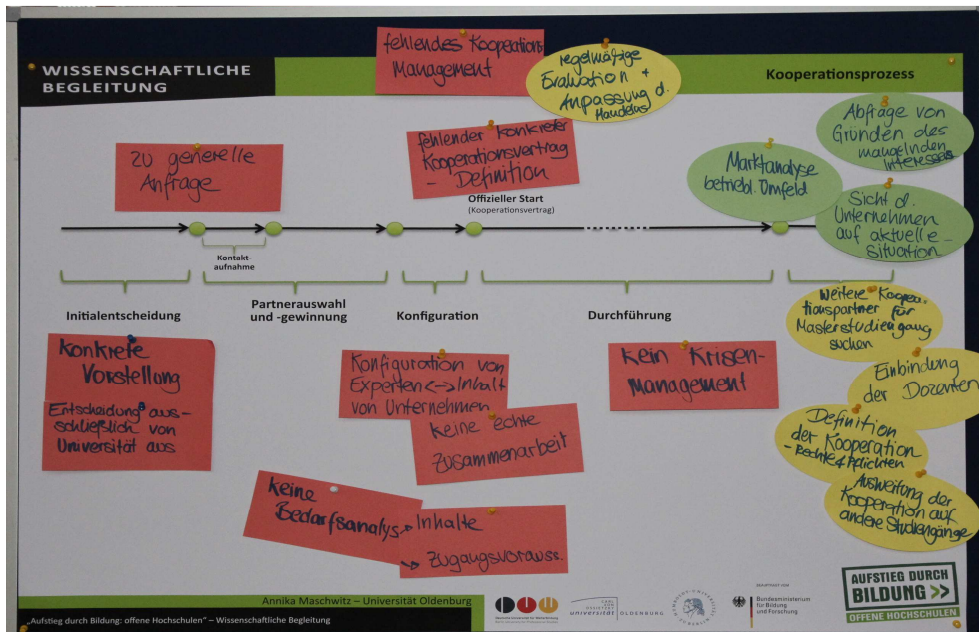 WISSENSCHAFTLICHE
BEGLEITUNG
Kooperationsprozess
fehlendes Kooperations
Management
regelmäßige
Evaluation +
Anpassung d.
Handelns
zu generelle
Anfrage
fehlender konkreter
Kooperationsvertrag
- Definition
Abfrage von
Gründen des
mangelnden
Interesses
Marktanalyse
betriebl. Umfeld
Sicht d.
Unternehmen
auf aktuelle
Situation
Offizieller Start
(Kooperationsvertrag)
Kontakt
aufnahme
Initialentscheidung
Partnerauswahl
und -gewinnung
Konfiguration
Durchführung
Weitere Koopera-
tionspartner für
Masterstudiengang
suchen
Einbindung
der Dozenten
Definition
der Kooperation
- Rechte & Pflichten
Ausweitung der
Kooperation auf
andere Studiengänge
konkrete
Vorstellung
Entscheidung aus-
schließlich von
Universität aus
Konfiguration von
Experten <-> Inhalt
von Unternehmen
keine echte
Zusammenarbeit
kein Krisen-
Management
keine
Bedarfsanalys
→ Inhalte
→ Zugangsvorauss.
Annika Maschwitz – Universität Oldenburg
„Aufstieg durch Bildung: offene Hochschulen“ – Wissenschaftliche Begleitung
CARL
VON
OSSIETZKY
universität OLDENBURG
Bundesministerium
für Bildung
und Forschung
AUFSTIEG DURCH
BILDUNG >>
OFFENE HOCHSCHULEN